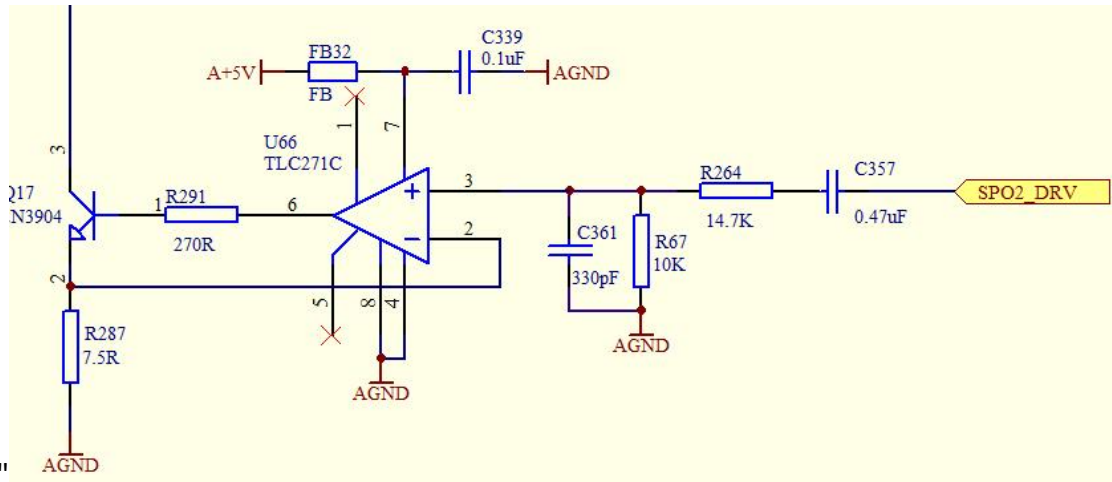 FB32
A+5V
FB
C339
0.1uF
AGND
1
7
U66
TLC271C
3
Q17
N3904
1
R291
270R
6
+
3
-
2
2
5
8
4
AGND
R287
7.5R
AGND
C361
330pF
R67
10K
AGND
R264
14.7K
C357
0.47uF
SPO2_DRV
"